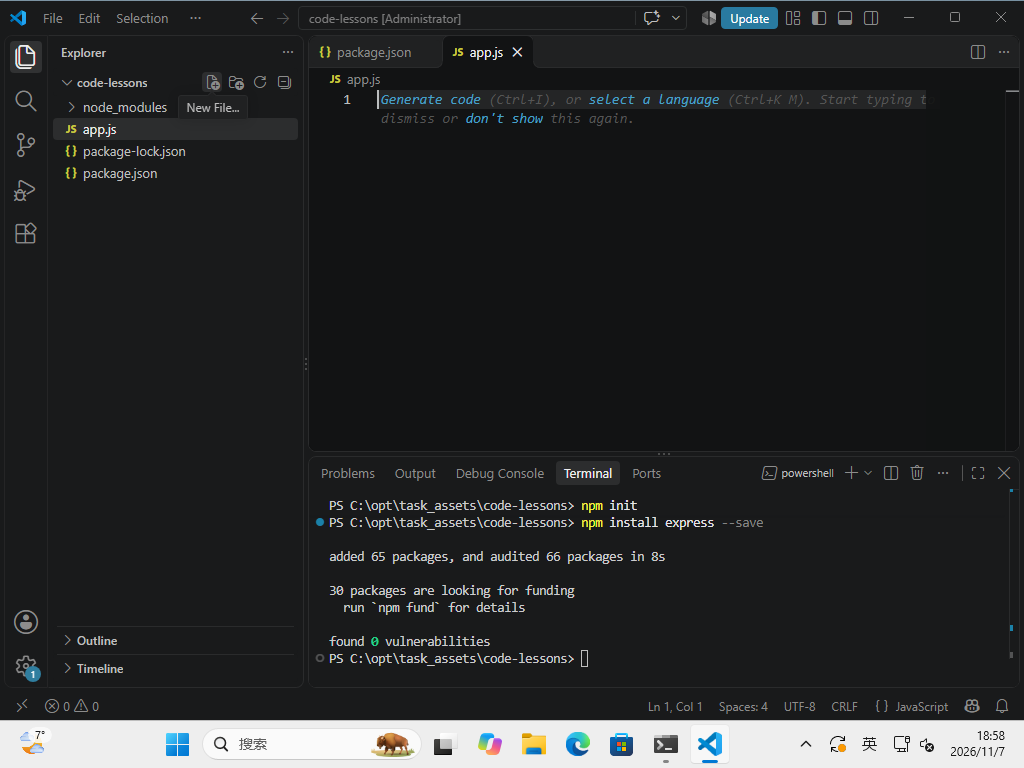 File Edit Selection ··· code-lessons [Administrator] Update
Explorer ···
code-lessons
node_modules
New File...
JS app.js
{} package-lock.json
{} package.json
Outline
Timeline
{} package.json JS app.js
JS app.js
1 Generate code (Ctrl+I), or select a language (Ctrl+K M). Start typing t
dismiss or don't show this again.
Problems Output Debug Console Terminal Ports powershell
PS C:\opt\task_assets\code-lessons> npm init
PS C:\opt\task_assets\code-lessons> npm install express --save
added 65 packages, and audited 66 packages in 8s
30 packages are looking for funding
run `npm fund` for details
found 0 vulnerabilities
PS C:\opt\task_assets\code-lessons>
1
0 0 Ln 1, Col 1 Spaces: 4 UTF-8 CRLF {} JavaScript
7° 搜索 英 18:58
2026/11/7